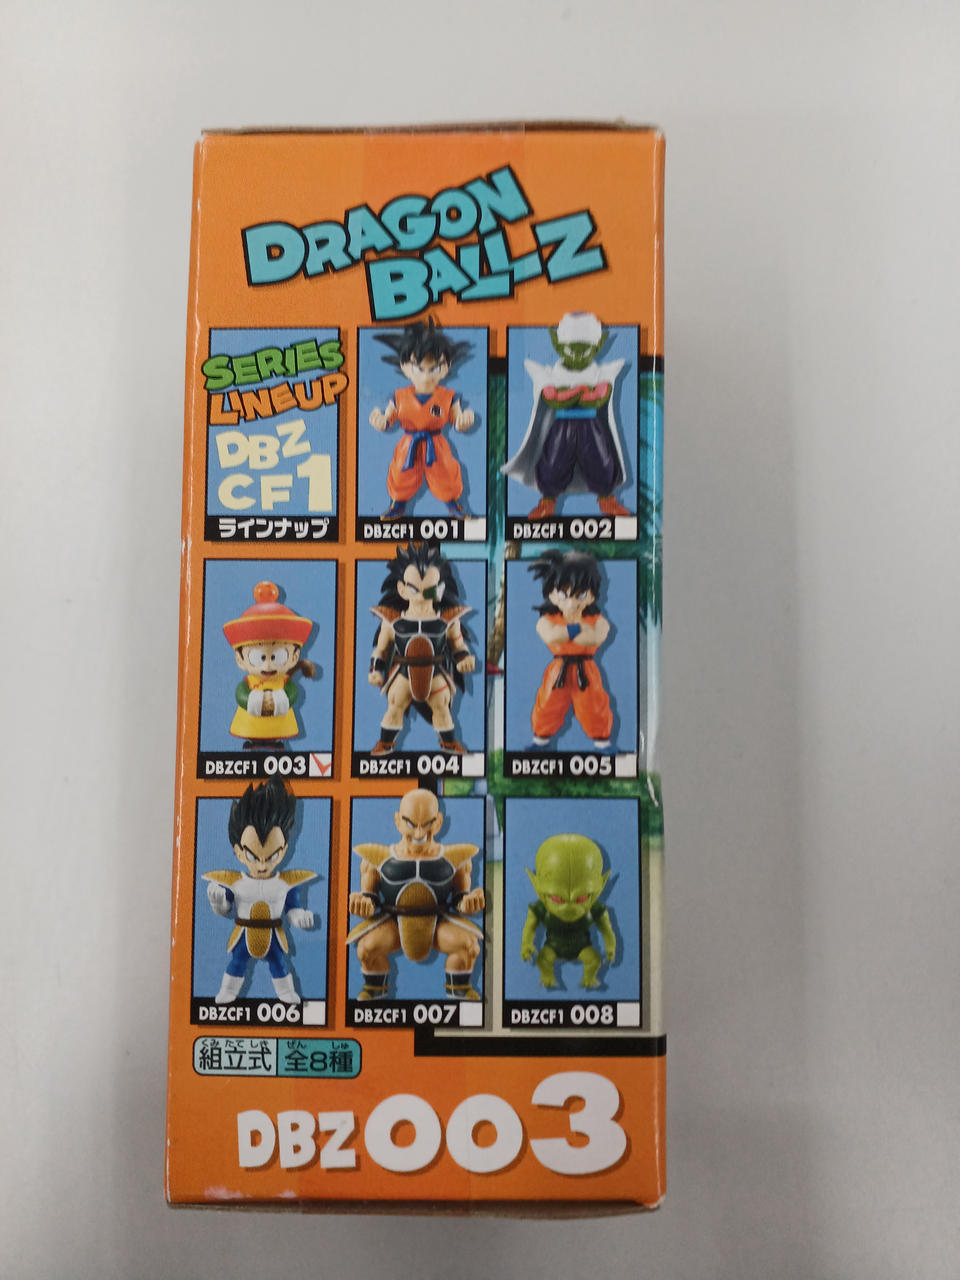 DRAGON
BALL Z
SERIES
LINEUP
DBZ
CF1
ラインナップ
DBZCF1 001
DBZCF1 002
DBZCF1 003
DBZCF1 004
DBZCF1 005
DBZCF1 006
DBZCF1 007
DBZCF1 008
くみ たて しき ぜん しゅ
組立式 全8種
DBZ003